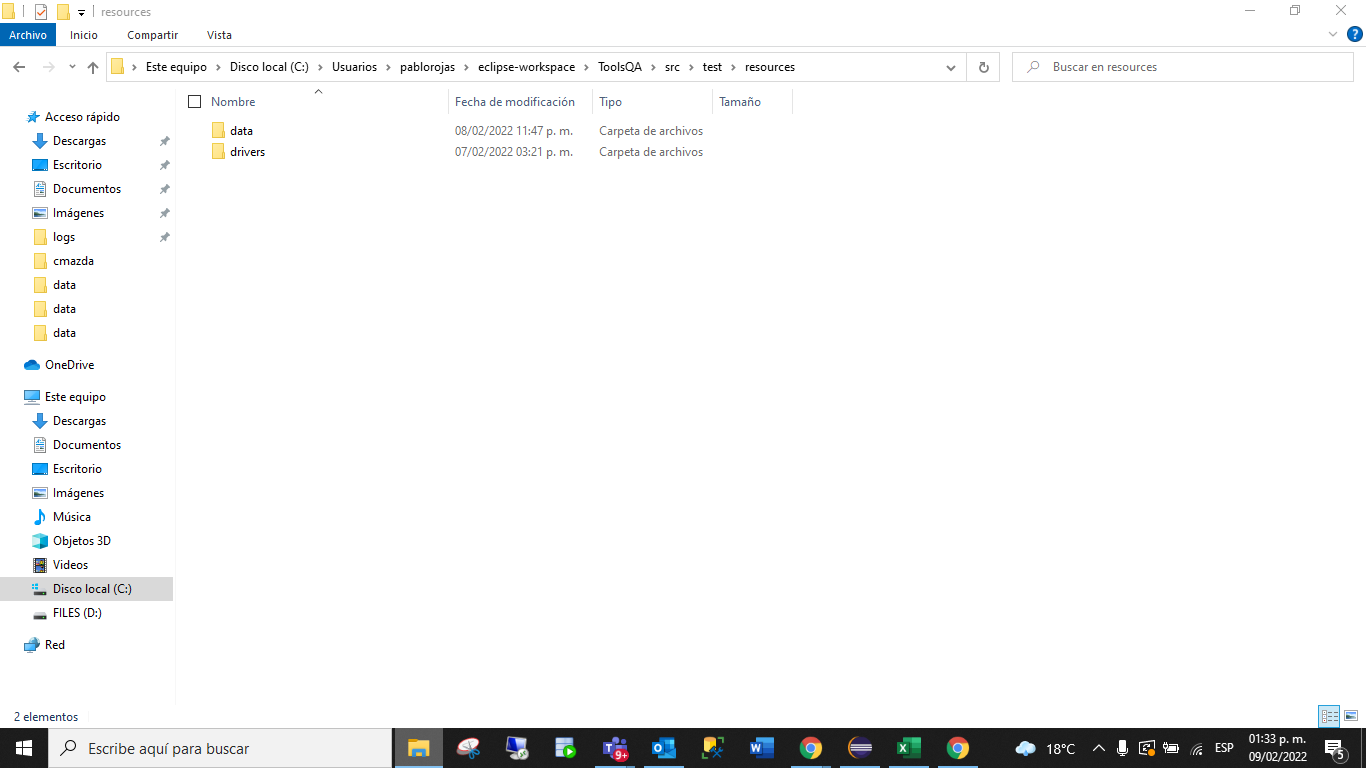 resources
Archivo Inicio Compartir Vista
Este equipo Disco local (C:) Usuarios pablorojas eclipse-workspace ToolsQA src test resources
Buscar en resources
Nombre Fecha de modificación Tipo Tamaño
data 08/02/2022 11:47 p. m. Carpeta de archivos
drivers 07/02/2022 03:21 p. m. Carpeta de archivos
Acceso rápido
Descargas
Escritorio
Documentos
Imágenes
logs
cmazda
data
data
data
OneDrive
Este equipo
Descargas
Documentos
Escritorio
Imágenes
Música
Objetos 3D
Videos
Disco local (C:)
FILES (D:)
Red
2 elementos
Escribe aquí para buscar
9+
18°C
ESP
01:33 p. m.
09/02/2022
5